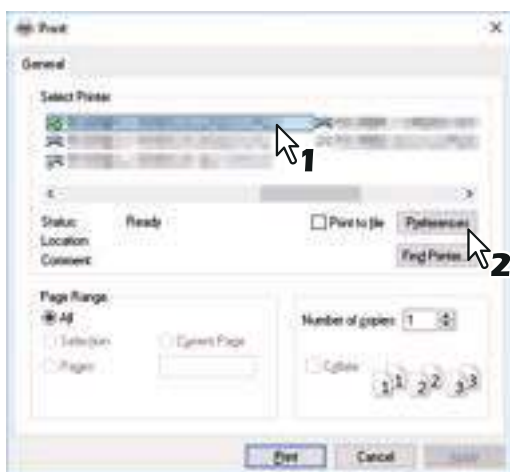 Print
General
Select Printer
1
Status: Ready
Print to file
Preferences
Location:
Comment:
Find Printer...
2
Page Range
All
Selection
Current Page
Pages:
Number of copies: 1
Collate
1 1 2 2 3 3
Print
Cancel